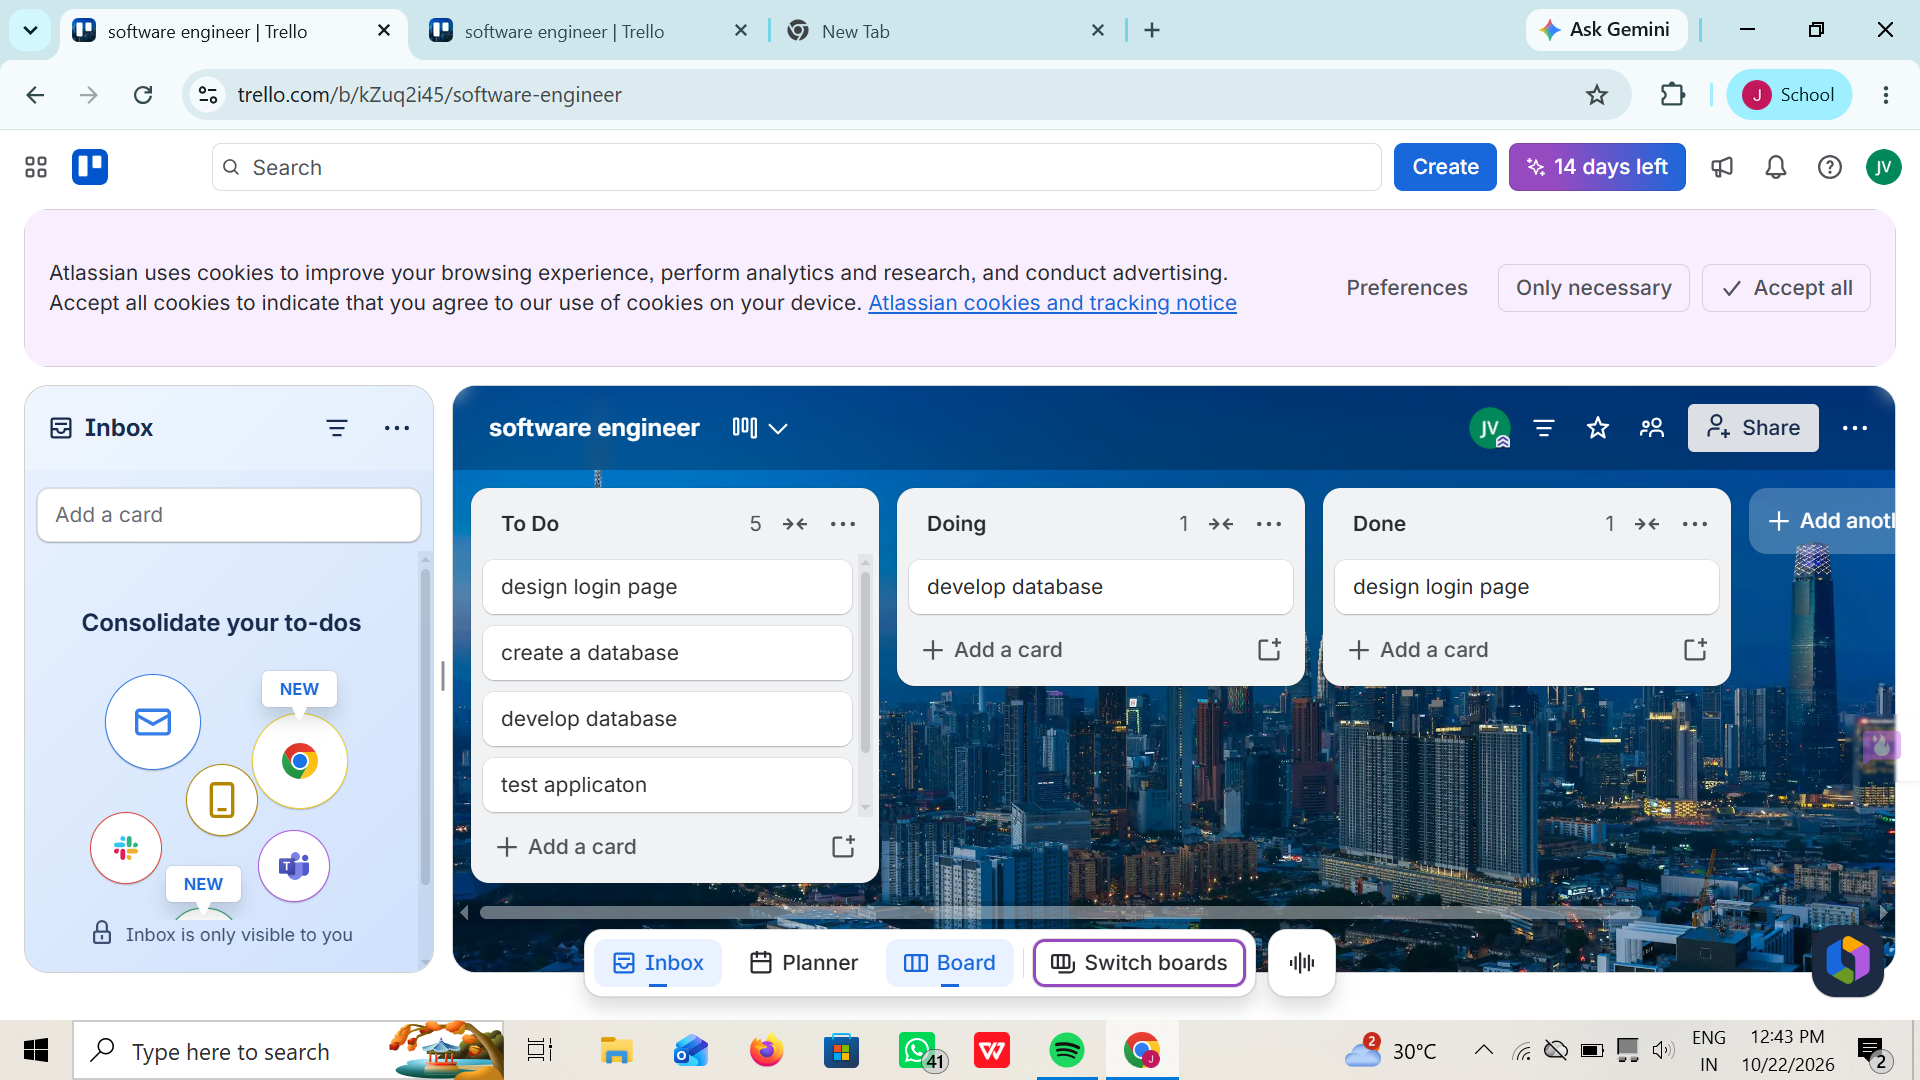 software engineer | Trello
software engineer | Trello
New Tab
Ask Gemini
trello.com/b/kZuq2i45/software-engineer
J School
Search
Create
14 days left
JV
Atlassian uses cookies to improve your browsing experience, perform analytics and research, and conduct advertising.
Accept all cookies to indicate that you agree to our use of cookies on your device. Atlassian cookies and tracking notice
Preferences
Only necessary
Accept all
Inbox
Add a card
Consolidate your to-dos
NEW
NEW
Inbox is only visible to you
software engineer
JV
Share
To Do 5
design login page
create a database
develop database
test applicaton
Add a card
Doing 1
develop database
Add a card
Done 1
design login page
Add a card
Add anoth
Inbox
Planner
Board
Switch boards
Type here to search
41
J
2
30°C
ENG
IN
12:43 PM
10/22/2026
2